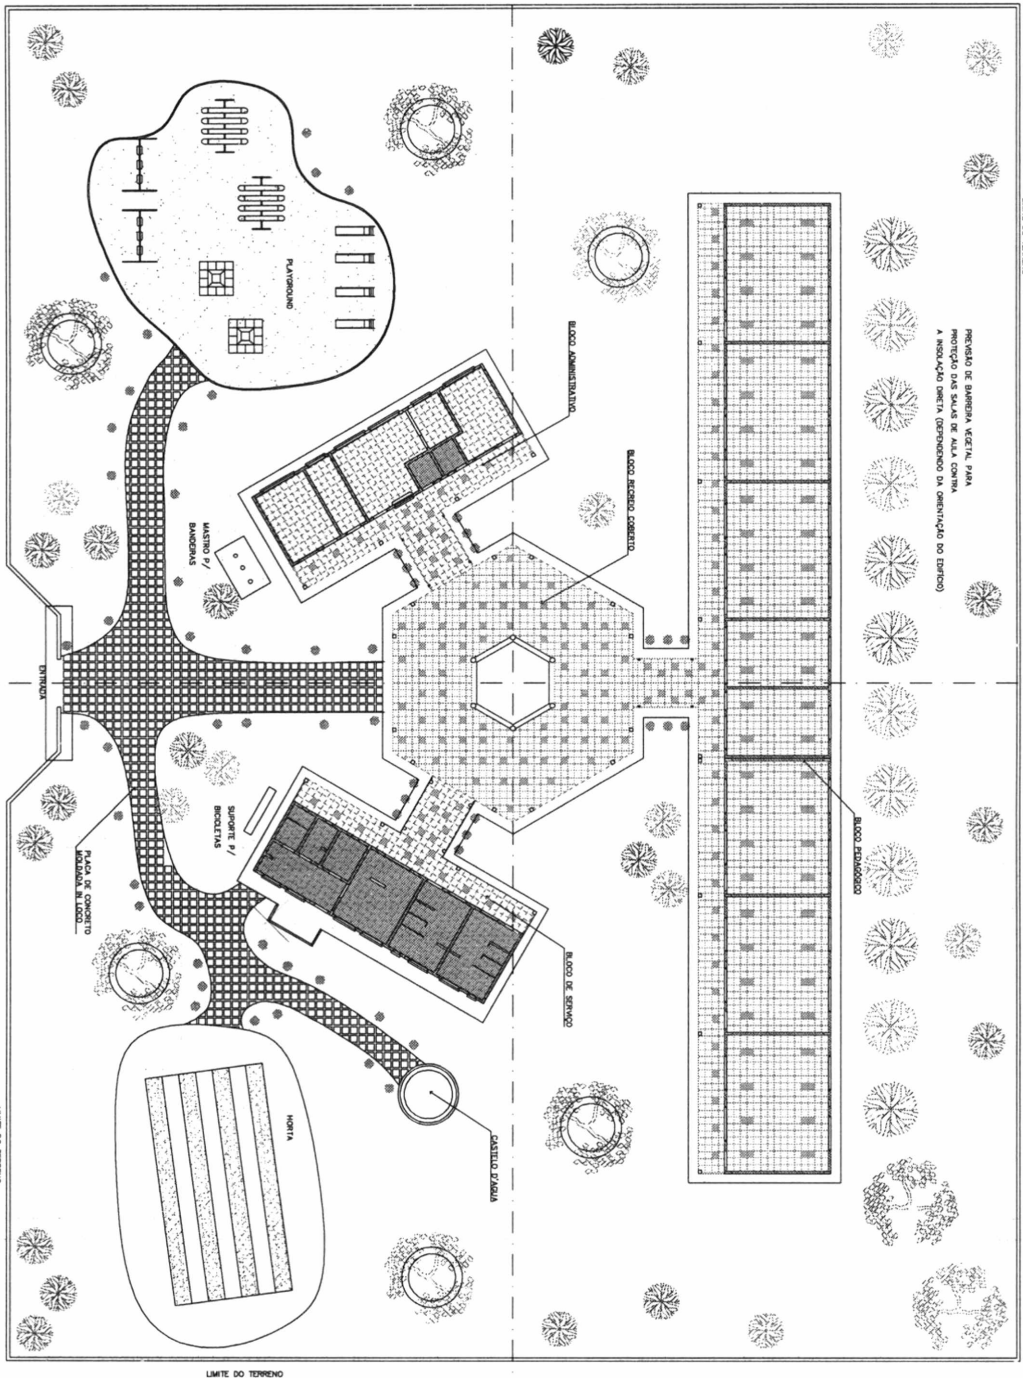 PREVISÃO DE BARREIRA VEGETAL PARA
PROTEÇÃO DAS SALAS DE AULA CONTRA
A INSOLAÇÃO DIRETA (DEPENDENDO DA ORIENTAÇÃO DO EDIFÍCIO)
PLAYGROUND
BLOCO ADMINISTRATIVO
BLOCO RECREIO COBERTO
MASTRO P/
BANDEIRAS
ENTRADA
SUPORTE P/
BICICLETAS
BLOCO PEDAGÓGICO
PLACA DE CONCRETO
MOLDADA IN LOCO
BLOCO DE SERVIÇO
HORTA
CASTELO D'AGUA
LIMITE DO TERRENO